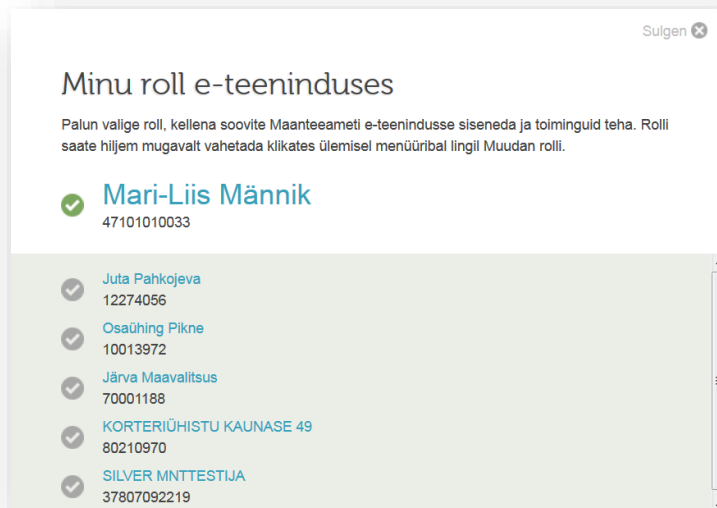 Sulgen
Minu roll e-teeninduses
Palun valige roll, kellena soovite Maanteeameti e-teenindusse siseneda ja toiminguid teha. Rolli
saate hiljem mugavalt vahetada klikates ülemisel menüüribal lingil Muudan rolli.
Mari-Liis Männik
47101010033
Juta Pahkojeva
12274056
Osaühing Pikne
10013972
Järva Maavalitsus
70001188
KORTERIÜHISTU KAUNASE 49
80210970
SILVER MNTTESTIJA
37807092219